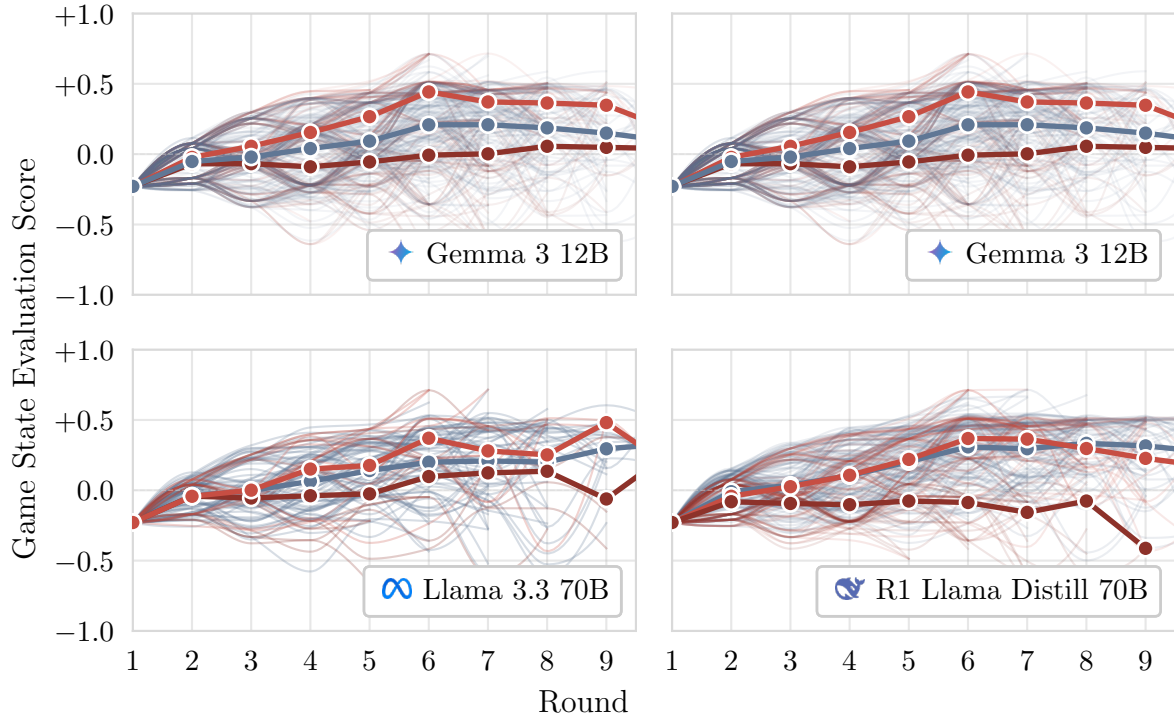 Game State Evaluation Score
+1.0
+0.5
0.0
−0.5
−1.0
Gemma 3 12B
Gemma 3 12B
+1.0
+0.5
0.0
−0.5
−1.0
Llama 3.3 70B
R1 Llama Distill 70B
1 2 3 4 5 6 7 8 9
1 2 3 4 5 6 7 8 9
Round